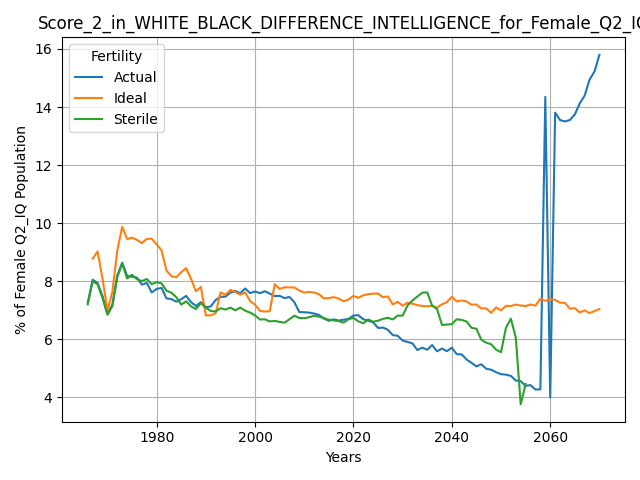 Score_2_in_WHITE_BLACK_DIFFERENCE_INTELLIGENCE_for_Female_Q2_IQ
Fertility
Actual
Ideal
Sterile
% of Female Q2_IQ Population
16
14
12
10
8
6
4
1980 2000 2020 2040 2060
Years